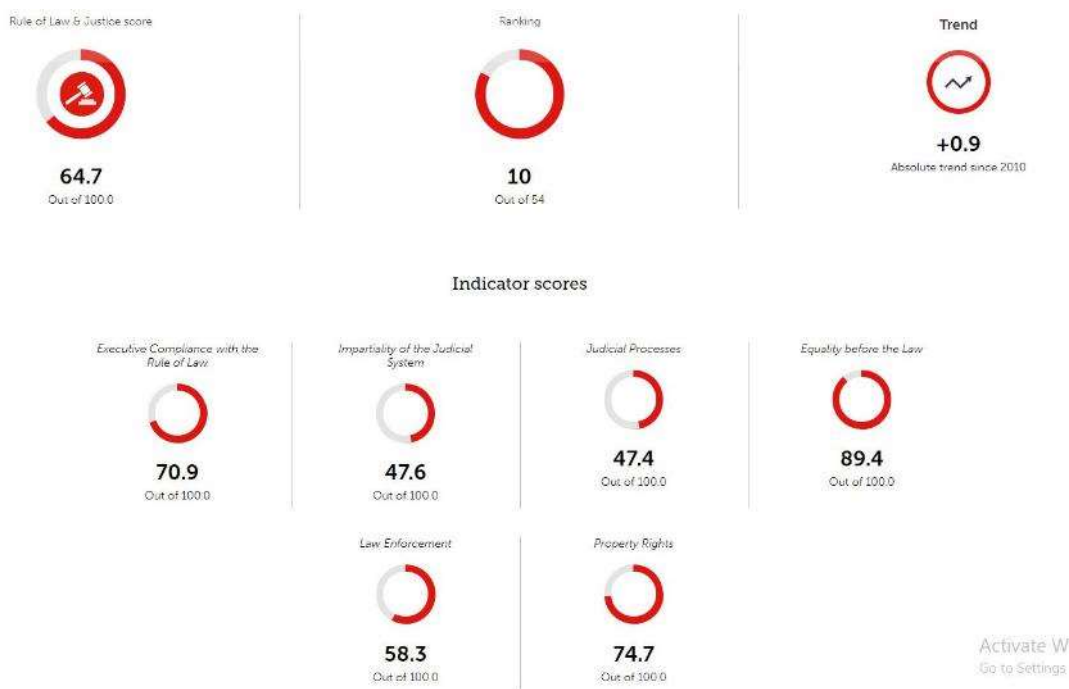 Rule of Law & Justice score
64.7
Out of 100.0
Ranking
10
Out of 54
Trend
+0.9
Absolute trend since 2010
Indicator scores
Executive Compliance with the
Rule of Law
70.9
Out of 100.0
Impartiality of the Judicial
System
47.6
Out of 100.0
Judicial Processes
47.4
Out of 100.0
Equality before the Law
89.4
Out of 100.0
Law Enforcement
58.3
Out of 100.0
Property Rights
74.7
Out of 100.0
Activate W
Go to Settings